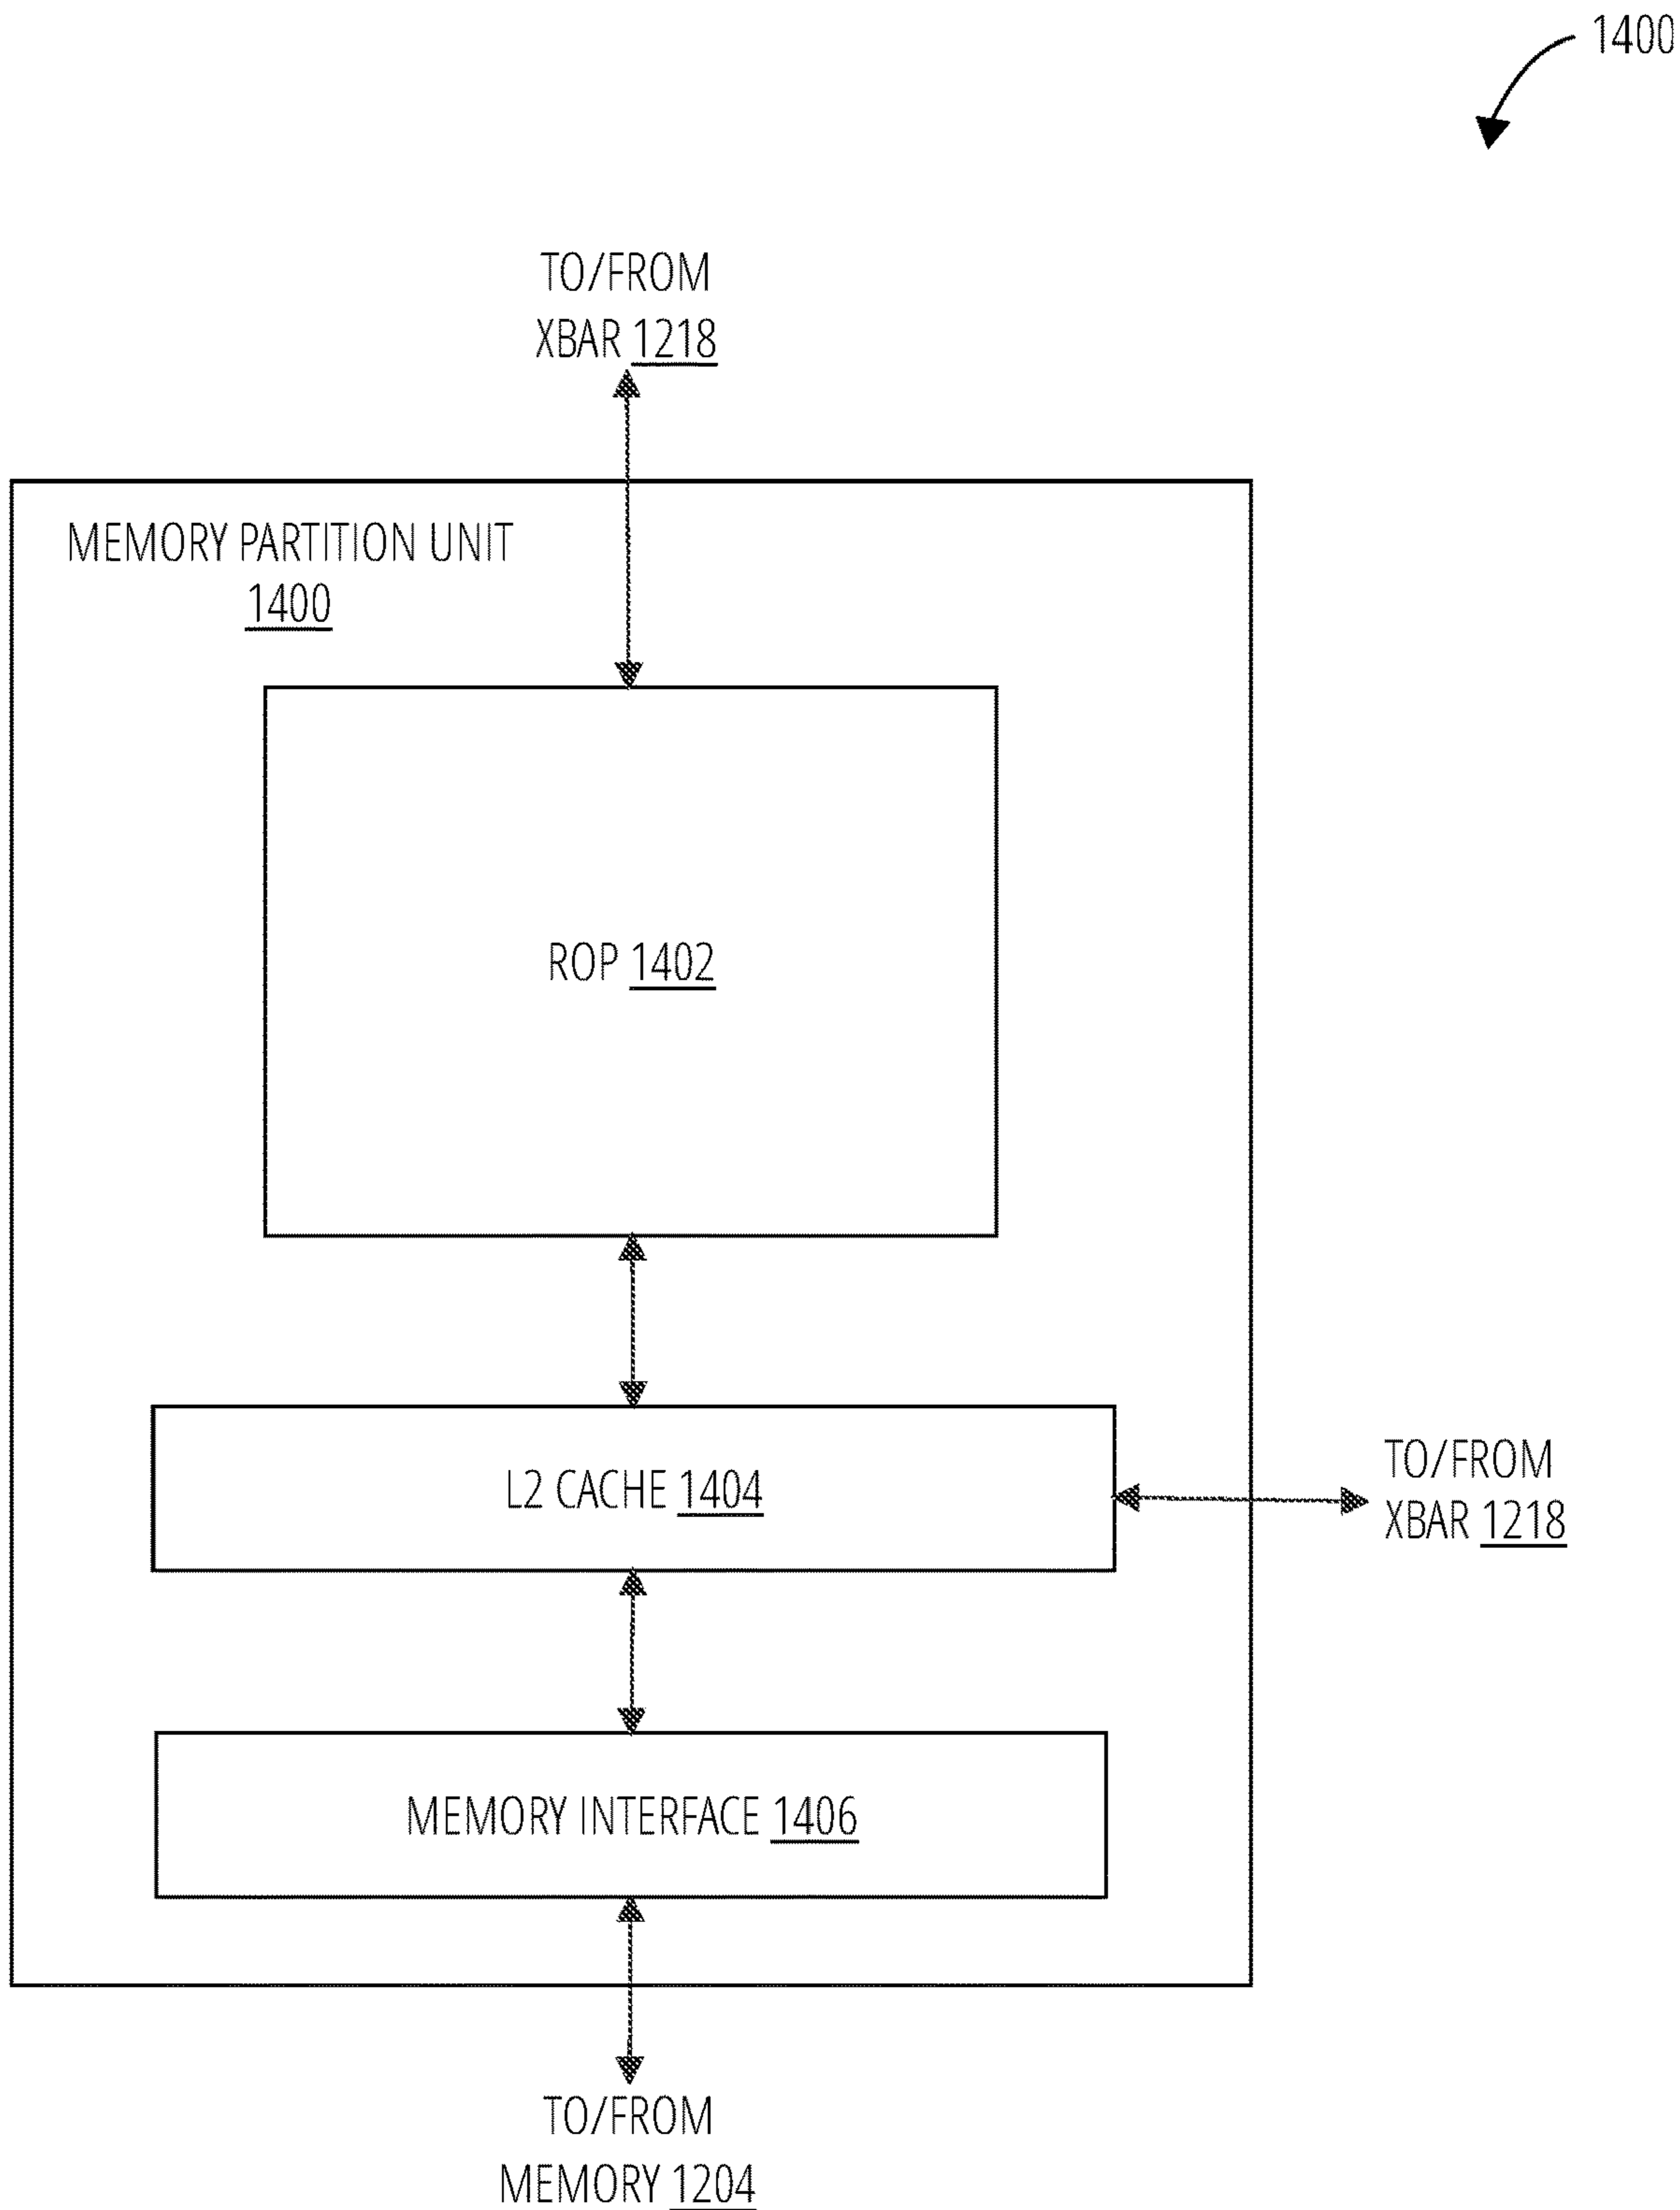 1400
TO/FROM
XBAR 1218
MEMORY PARTITION UNIT
1400
ROP 1402
L2 CACHE 1404
TO/FROM
XBAR 1218
MEMORY INTERFACE 1406
TO/FROM
MEMORY 1204